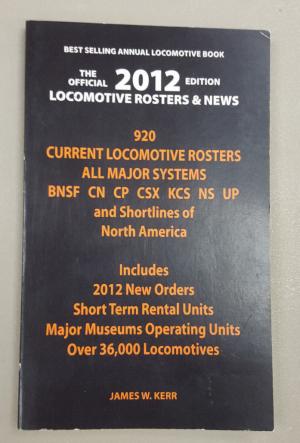 BEST SELLING ANNUAL LOCOMOTIVE BOOK
THE OFFICIAL 2012 EDITION
LOCOMOTIVE ROSTERS & NEWS
920
CURRENT LOCOMOTIVE ROSTERS
ALL MAJOR SYSTEMS
BNSF CN CP CSX KCS NS UP
and Shortlines of
North America
Includes
2012 New Orders
Short Term Rental Units
Major Museums Operating Units
Over 36,000 Locomotives
JAMES W. KERR